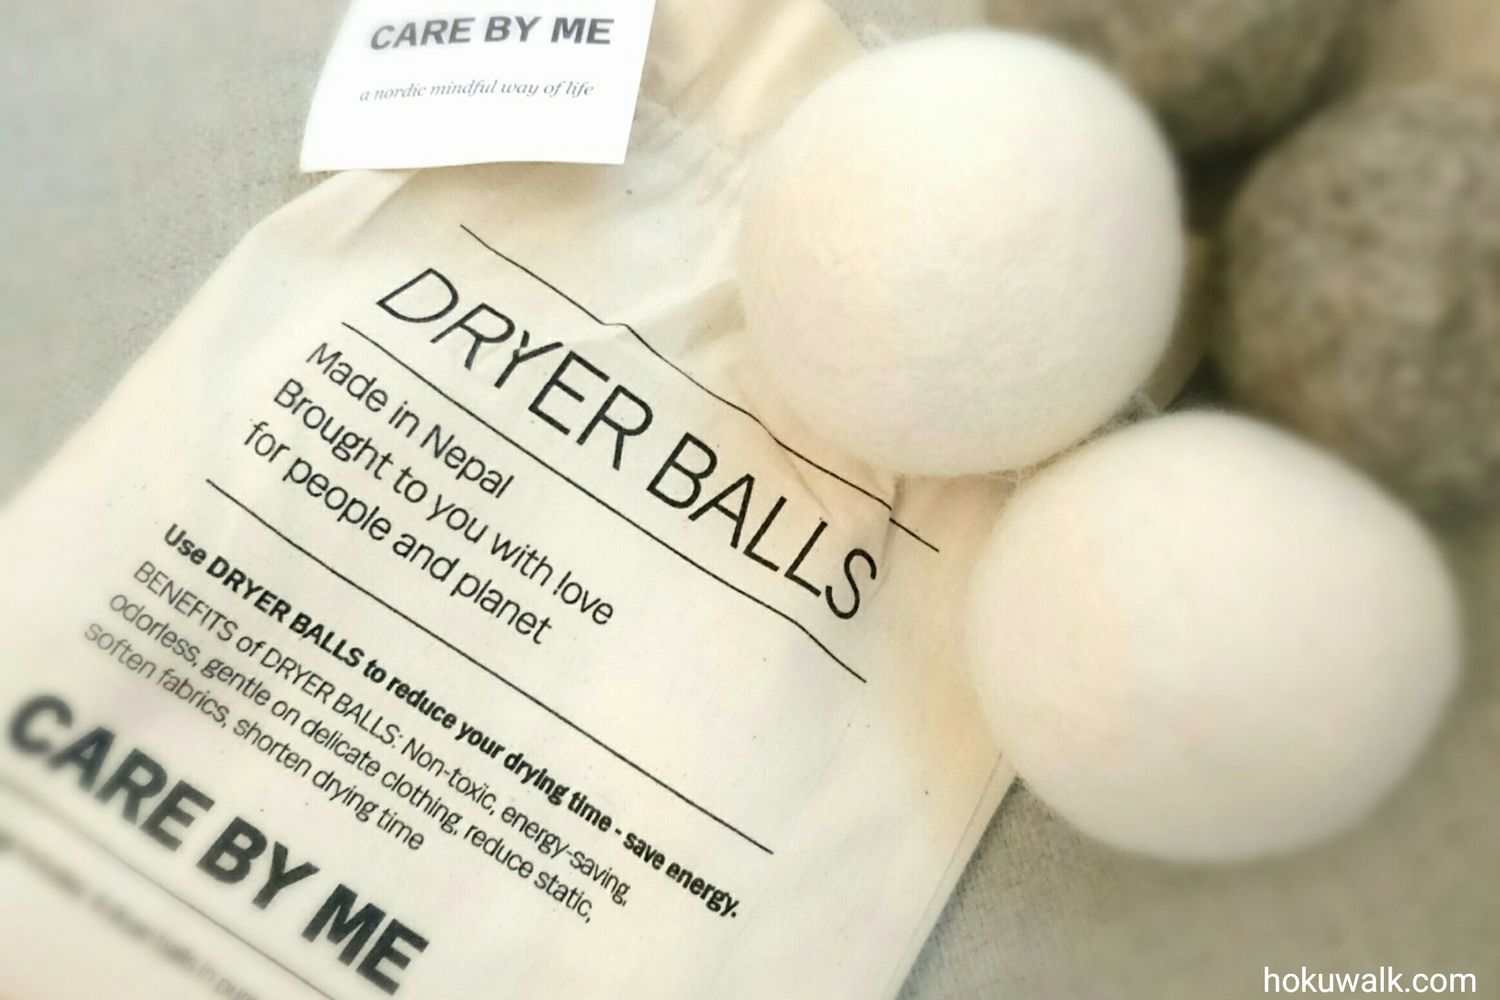 CARE BY ME
a nordic mindful way of life
DRYER BALLS
Made in Nepal
Brought to you with love
for people and planet
Use DRYER BALLS to reduce your drying time - save energy.
BENEFITS of DRYER BALLS: Non-toxic, energy-saving,
odorless, gentle on delicate clothing, reduce static,
soften fabrics, shorten drying time
CARE BY ME
hokuwalk.com